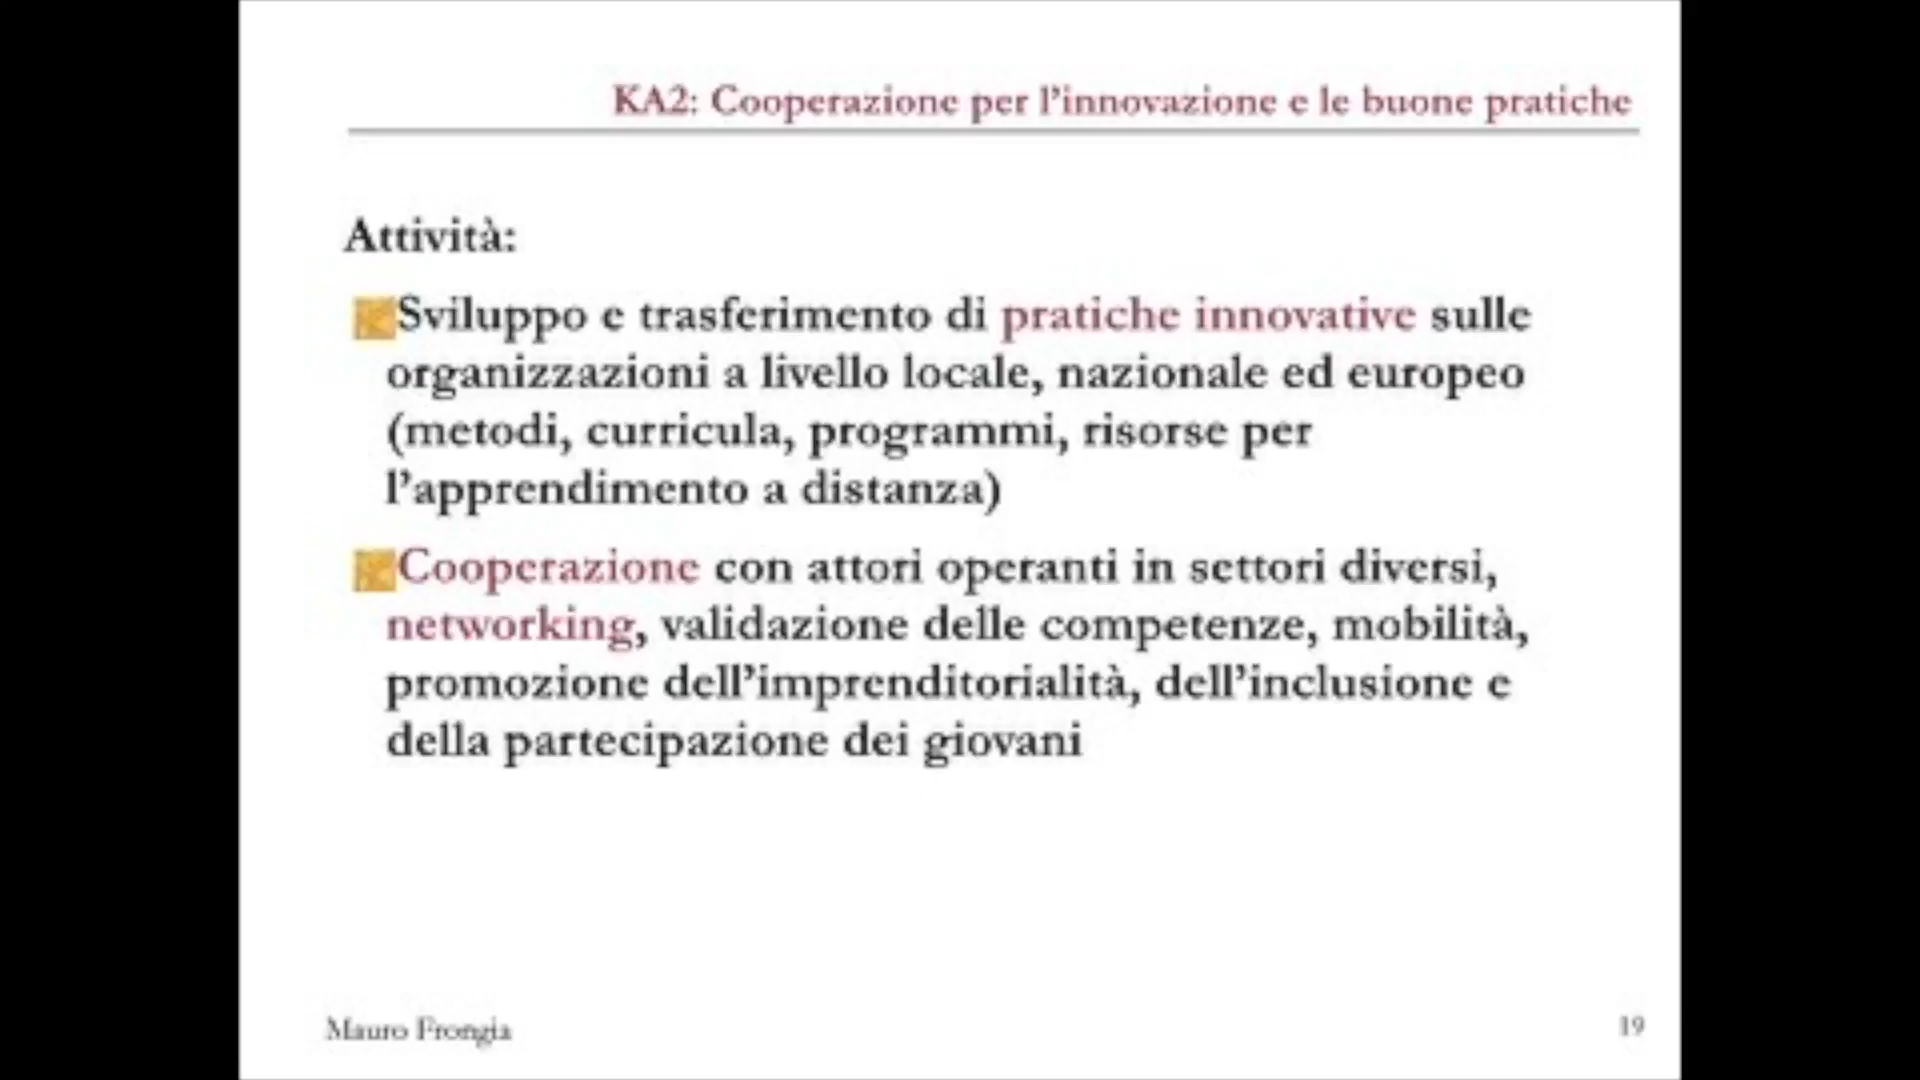 KA2: Cooperazione per l’innovazione e le buone pratiche
Attività:
Sviluppo e trasferimento di pratiche innovative sulle
organizzazioni a livello locale, nazionale ed europeo
(metodi, curricula, programmi, risorse per
l’apprendimento a distanza)
Cooperazione con attori operanti in settori diversi,
networking, validazione delle competenze, mobilità,
promozione dell’imprenditorialità, dell’inclusione e
della partecipazione dei giovani
Mauro Frongia
19